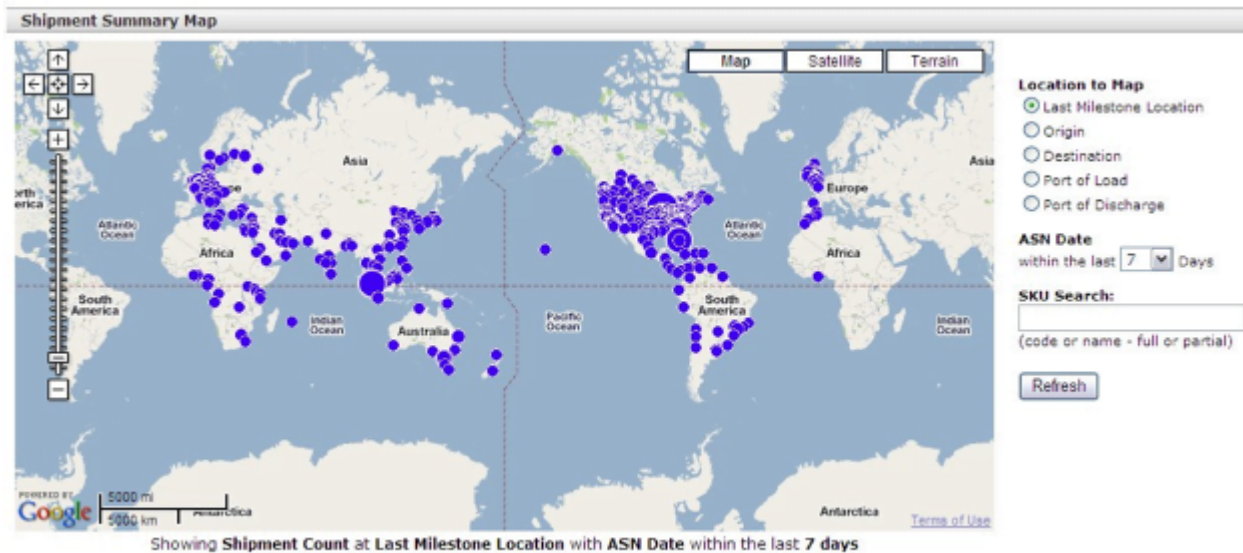 Shipment Summary Map
Map
Satellite
Terrain
Asia
Asia
Europe
Atlantic
Ocean
Atlantic
Ocean
Africa
Africa
South
America
South
America
Indian
Ocean
Indian
Ocean
Australia
Pacific
Ocean
Antarctica
POWERED BY
Google
5000 mi
5000 km
Terms of Use
Showing Shipment Count at Last Milestone Location with ASN Date within the last 7 days
Location to Map
Last Milestone Location
Origin
Destination
Port of Load
Port of Discharge
ASN Date
within the last 7 Days
SKU Search:
(code or name - full or partial)
Refresh